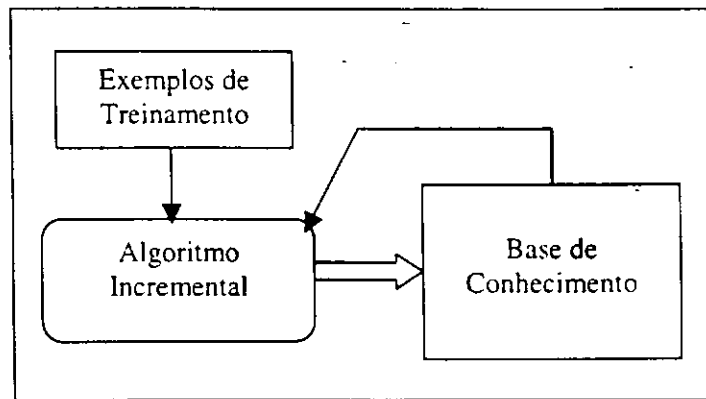 Exemplos de
Treinamento
Algoritmo
Incremental
Base de
Conhecimento